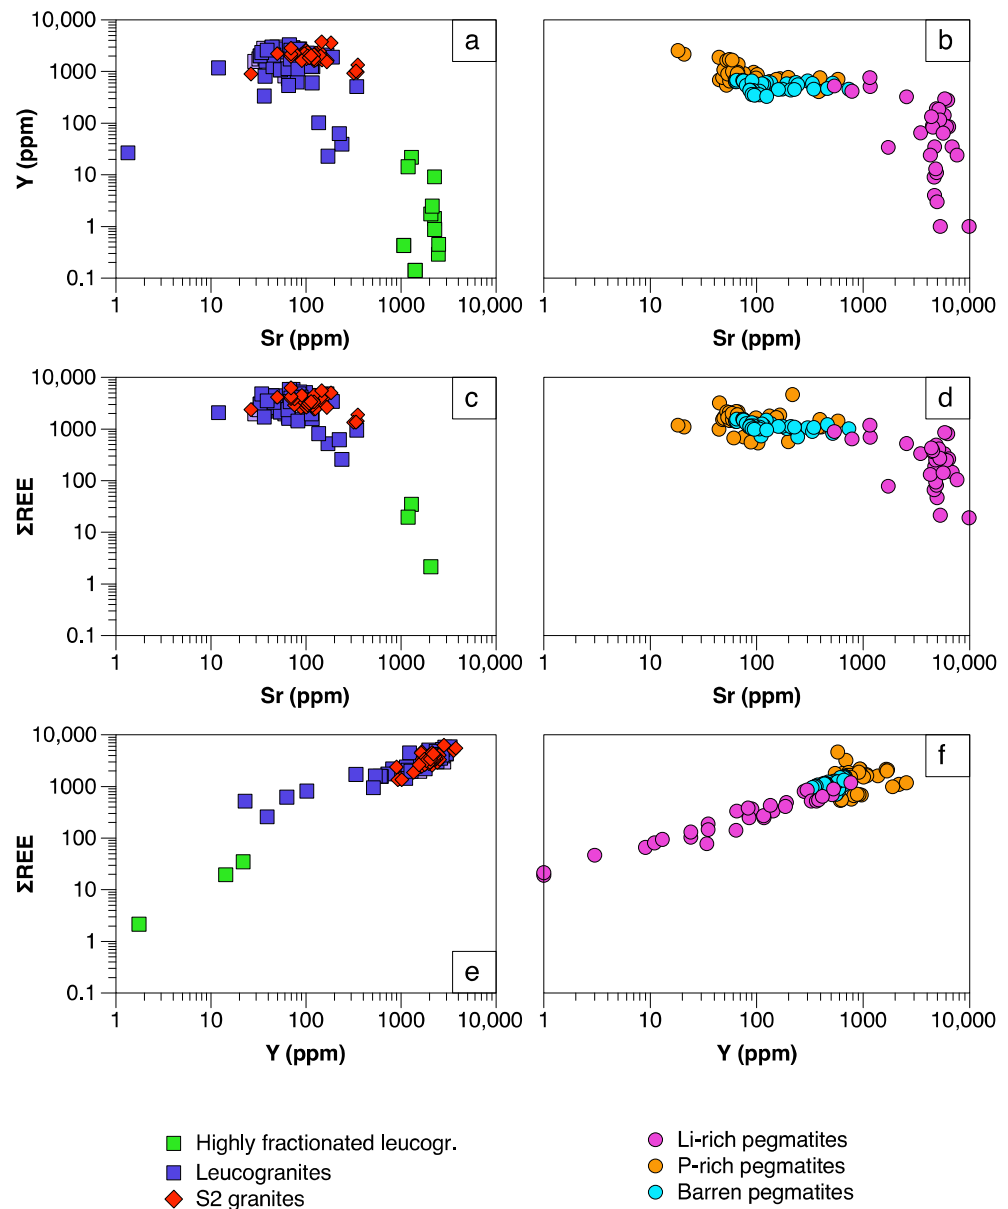 10,000
1000
100
10
1
0.1
Y (ppm)
a
1
10
100
1000
10,000
Sr (ppm)
b
1
10
100
1000
10,000
Sr (ppm)
10,000
1000
100
10
1
0.1
ΣREE
c
1
10
100
1000
10,000
Sr (ppm)
d
1
10
100
1000
10,000
Sr (ppm)
10,000
1000
100
10
1
0.1
ΣREE
e
1
10
100
1000
10,000
Y (ppm)
f
1
10
100
1000
10,000
Y (ppm)
Highly fractionated leucogr.
Leucogranites
S2 granites
Li-rich pegmatites
P-rich pegmatites
Barren pegmatites